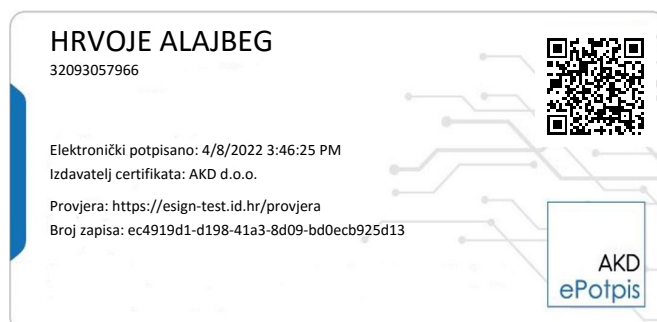 HRVOJE ALAJBEG
32093057966
Elektronički potpisano: 4/8/2022 3:46:25 PM
Izdavatelj certifikata: AKD d.o.o.
Provjera: https://esign-test.id.hr/provjera
Broj zapisa: ec4919d1-d198-41a3-8d09-bd0ecb925d13
AKD
ePotpis